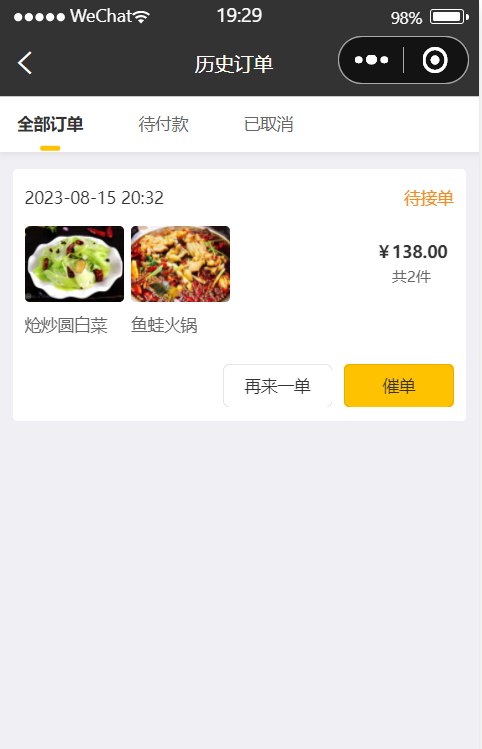 WeChat 19:29 98%
历史订单
全部订单 待付款 已取消
2023-08-15 20:32 待接单
￥138.00
共2件
炝炒圆白菜 鱼蛙火锅
再来一单 催单